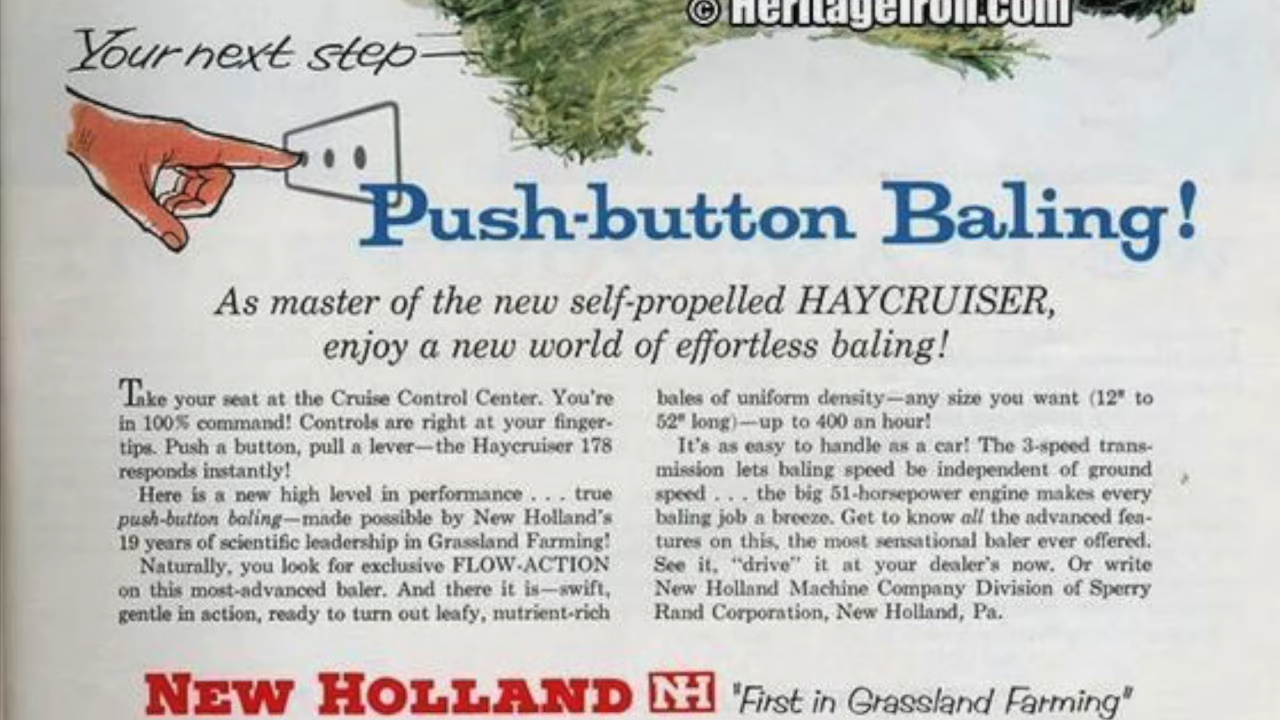 © HeritageIron.com
Your next step—
Push-button Baling!
As master of the new self-propelled HAYCRUISER,
enjoy a new world of effortless baling!
Take your seat at the Cruise Control Center. You're
in 100% command! Controls are right at your finger-
tips. Push a button, pull a lever—the Haycruiser 178
responds instantly!
Here is a new high level in performance . . . true
push-button baling—made possible by New Holland's
19 years of scientific leadership in Grassland Farming!
Naturally, you look for exclusive FLOW-ACTION
on this most-advanced baler. And there it is—swift,
gentle in action, ready to turn out leafy, nutrient-rich
bales of uniform density—any size you want (12" to
52" long)—up to 400 an hour!
It's as easy to handle as a car! The 3-speed trans-
mission lets baling speed be independent of ground
speed . . . the big 51-horsepower engine makes every
baling job a breeze. Get to know all the advanced fea-
tures on this, the most sensational baler ever offered.
See it, "drive" it at your dealer's now. Or write
New Holland Machine Company Division of Sperry
Rand Corporation, New Holland, Pa.
NEW HOLLAND NH "First in Grassland Farming"